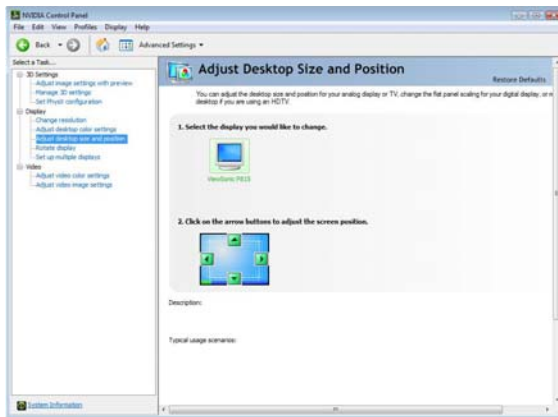 NVIDIA Control Panel
File Edit View Profiles Display Help
Back Advanced Settings
Select a Task...
3D Settings
Adjust image settings with preview
Manage 3D settings
Set PhysX configuration
Display
Change resolution
Adjust desktop color settings
Adjust desktop size and position
Rotate display
Set up multiple displays
Video
Adjust video color settings
Adjust video image settings
System Information
Adjust Desktop Size and Position
Restore Defaults
You can adjust the desktop size and position for your analog display or TV, change the flat panel scaling for your digital display, or
desktop if you are using an HDTV.
1. Select the display you would like to change.
ViewSonic
2. Click on the arrow buttons to adjust the screen position.
Description:
Typical usage scenarios: